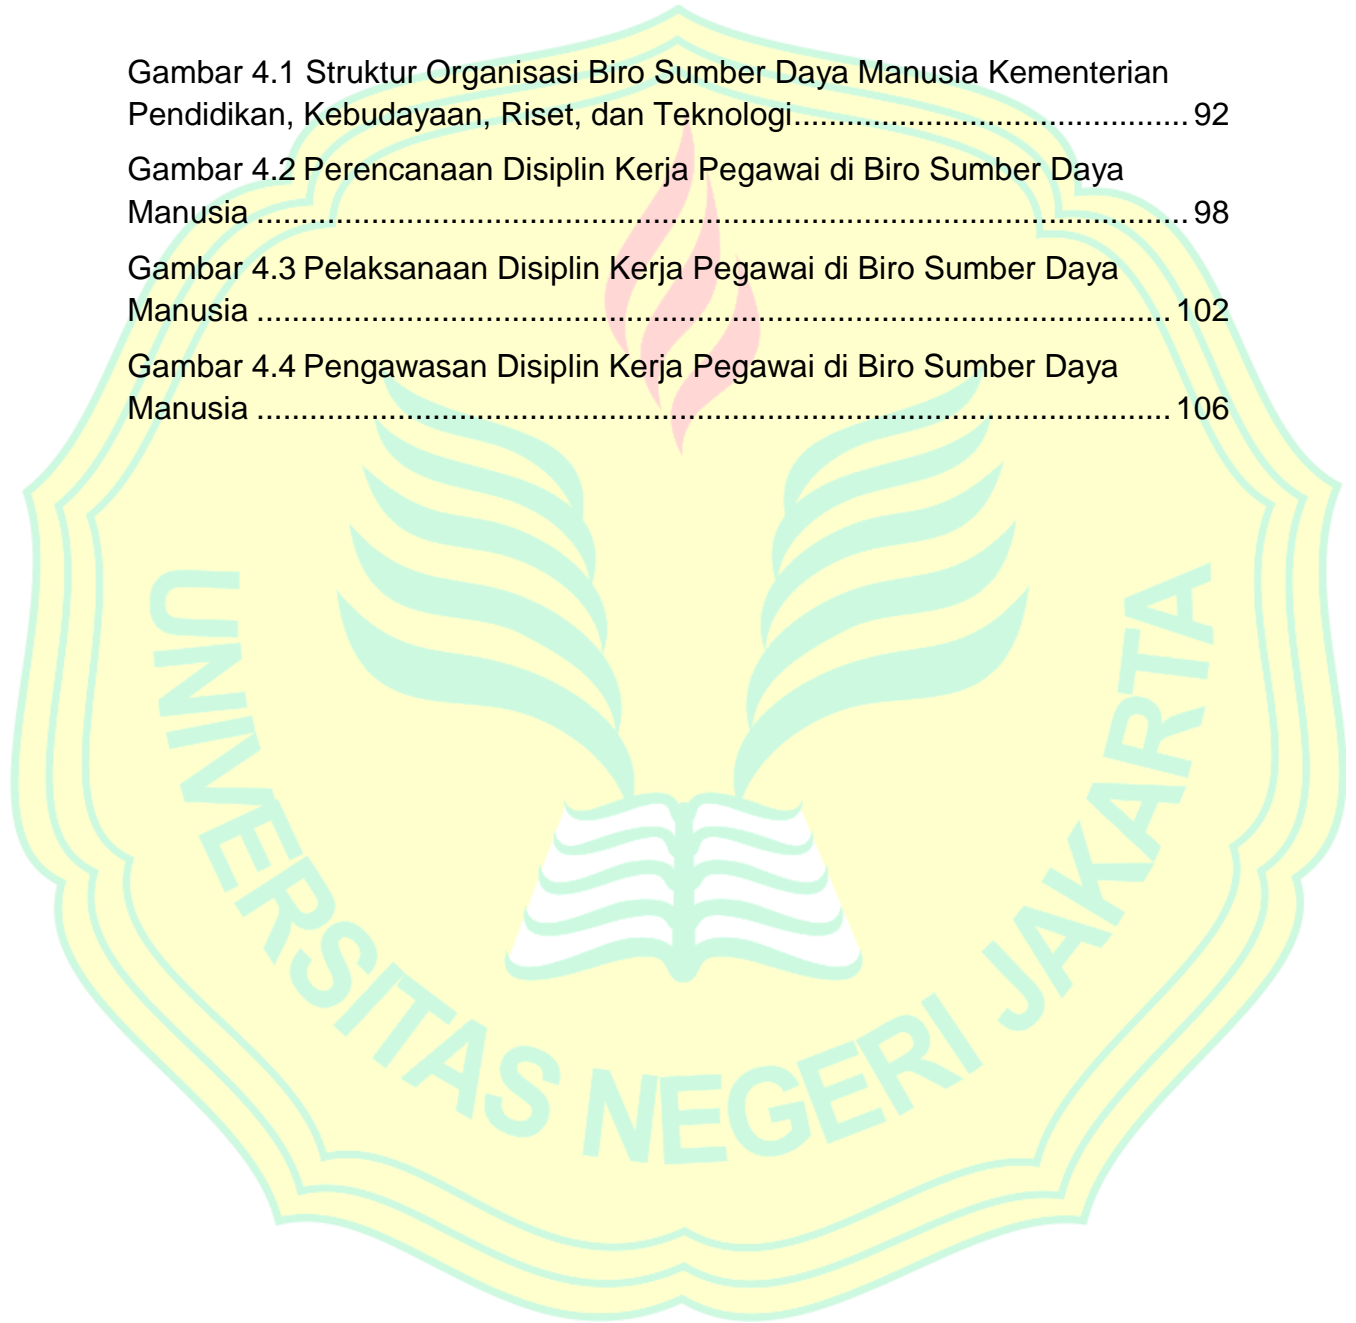 Gambar 4.1 Struktur Organisasi Biro Sumber Daya Manusia Kementerian
Pendidikan, Kebudayaan, Riset, dan Teknologi............................................ 92
Gambar 4.2 Perencanaan Disiplin Kerja Pegawai di Biro Sumber Daya
Manusia ........................................................................................................ 98
Gambar 4.3 Pelaksanaan Disiplin Kerja Pegawai di Biro Sumber Daya
Manusia ...................................................................................................... 102
Gambar 4.4 Pengawasan Disiplin Kerja Pegawai di Biro Sumber Daya
Manusia ...................................................................................................... 106
UNIVERSITAS NEGERI JAKARTA